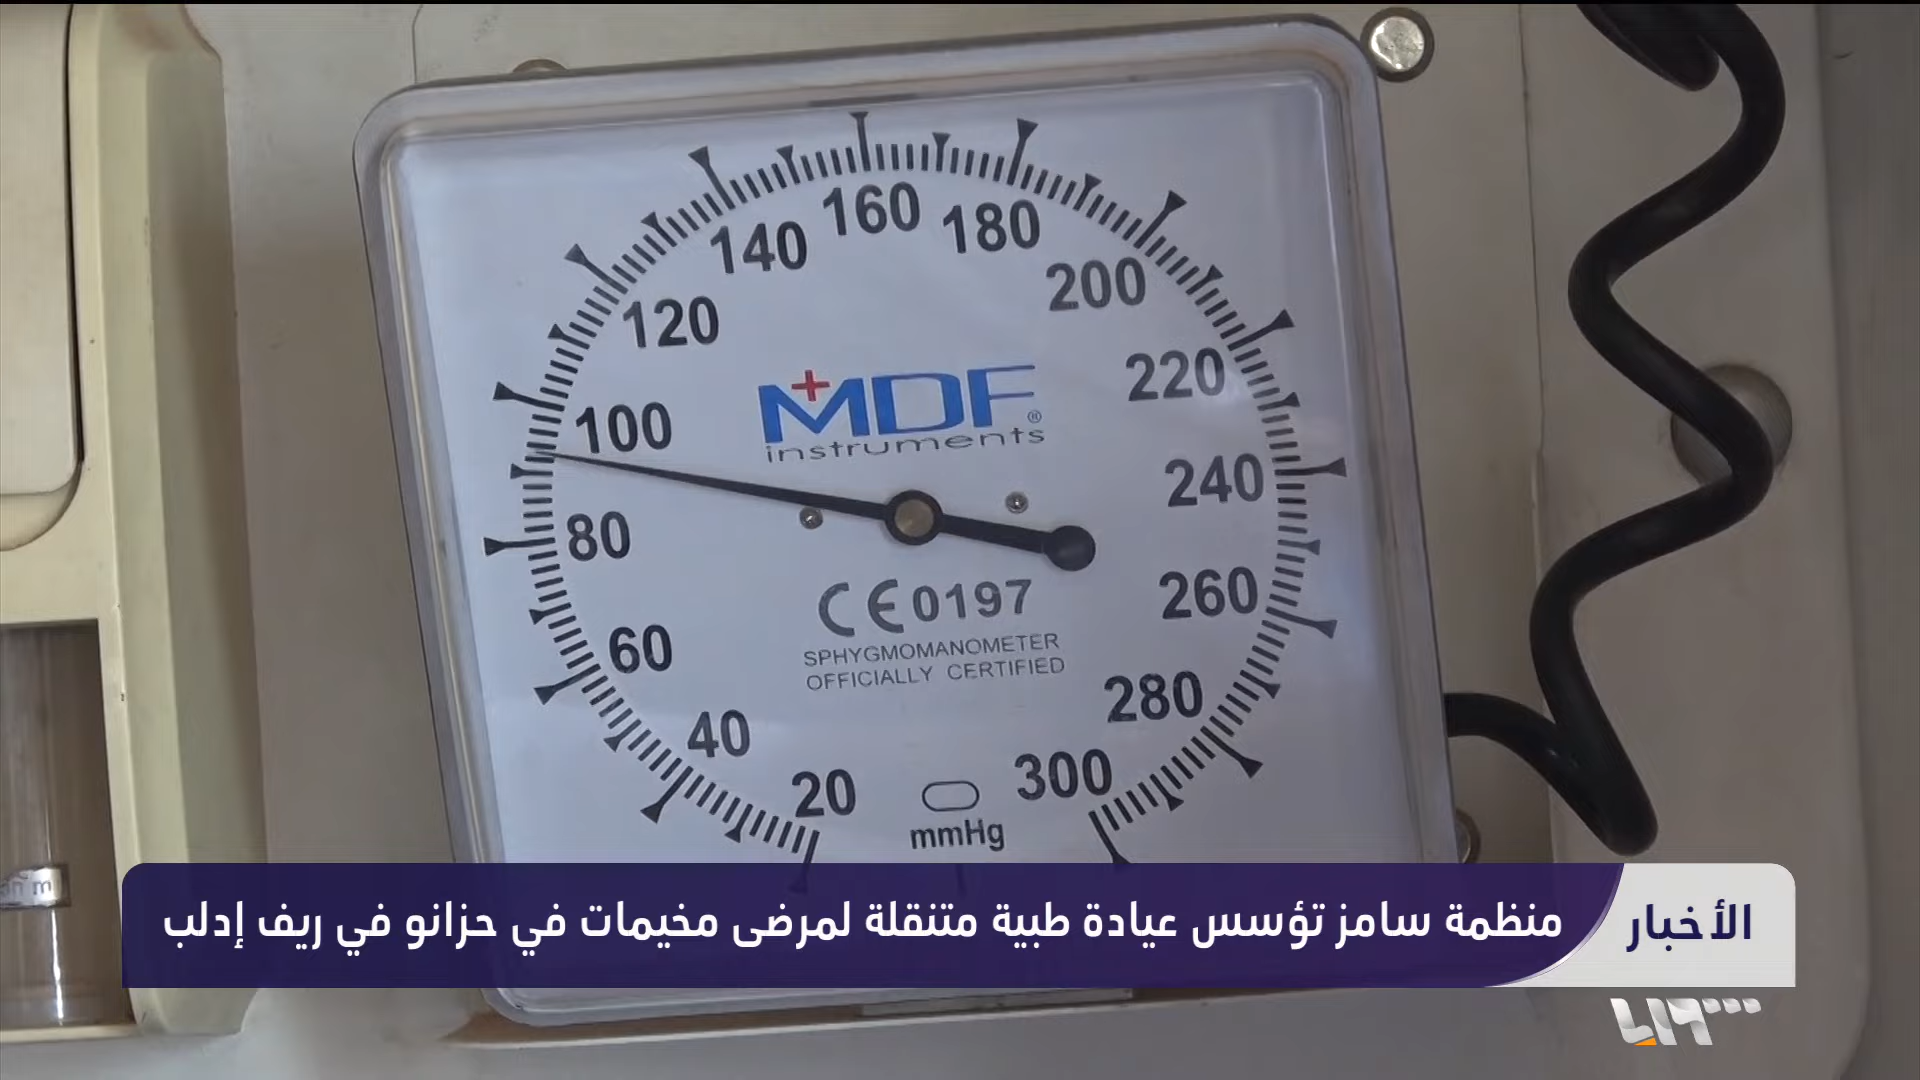 160
140
180
200
120
220
100
MDF®
instruments
240
80
CE0197
260
60
SPHYGMOMANOMETER
OFFICIALLY CERTIFIED
280
40
300
20
mmHg
الأخبار
منظمة سامز تؤسس عيادة طبية متنقلة لمرضى مخيمات في حزانو في ريف إدلب